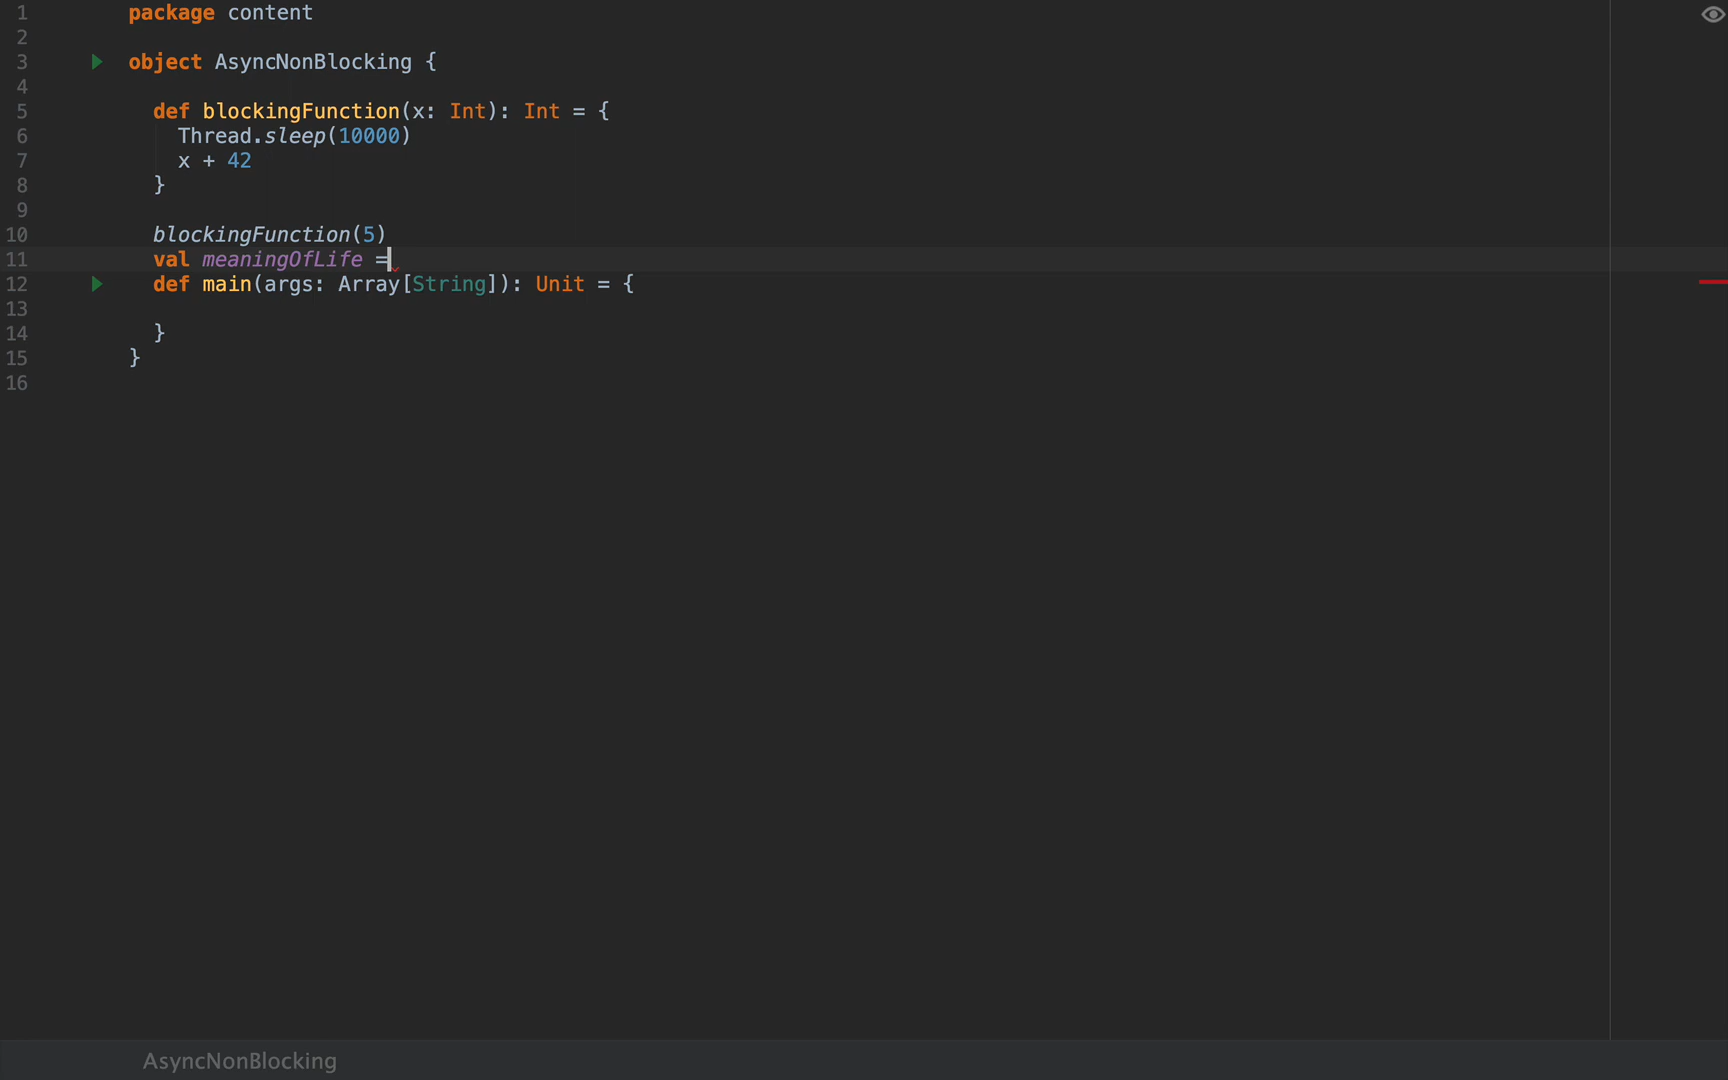 1 package content
2
3 object AsyncNonBlocking {
4
5   def blockingFunction(x: Int): Int = {
6     Thread.sleep(10000)
7     x + 42
8   }
9
10   blockingFunction(5)
11   val meaningOfLife =
12   def main(args: Array[String]): Unit = {
13
14   }
15 }
16
AsyncNonBlocking